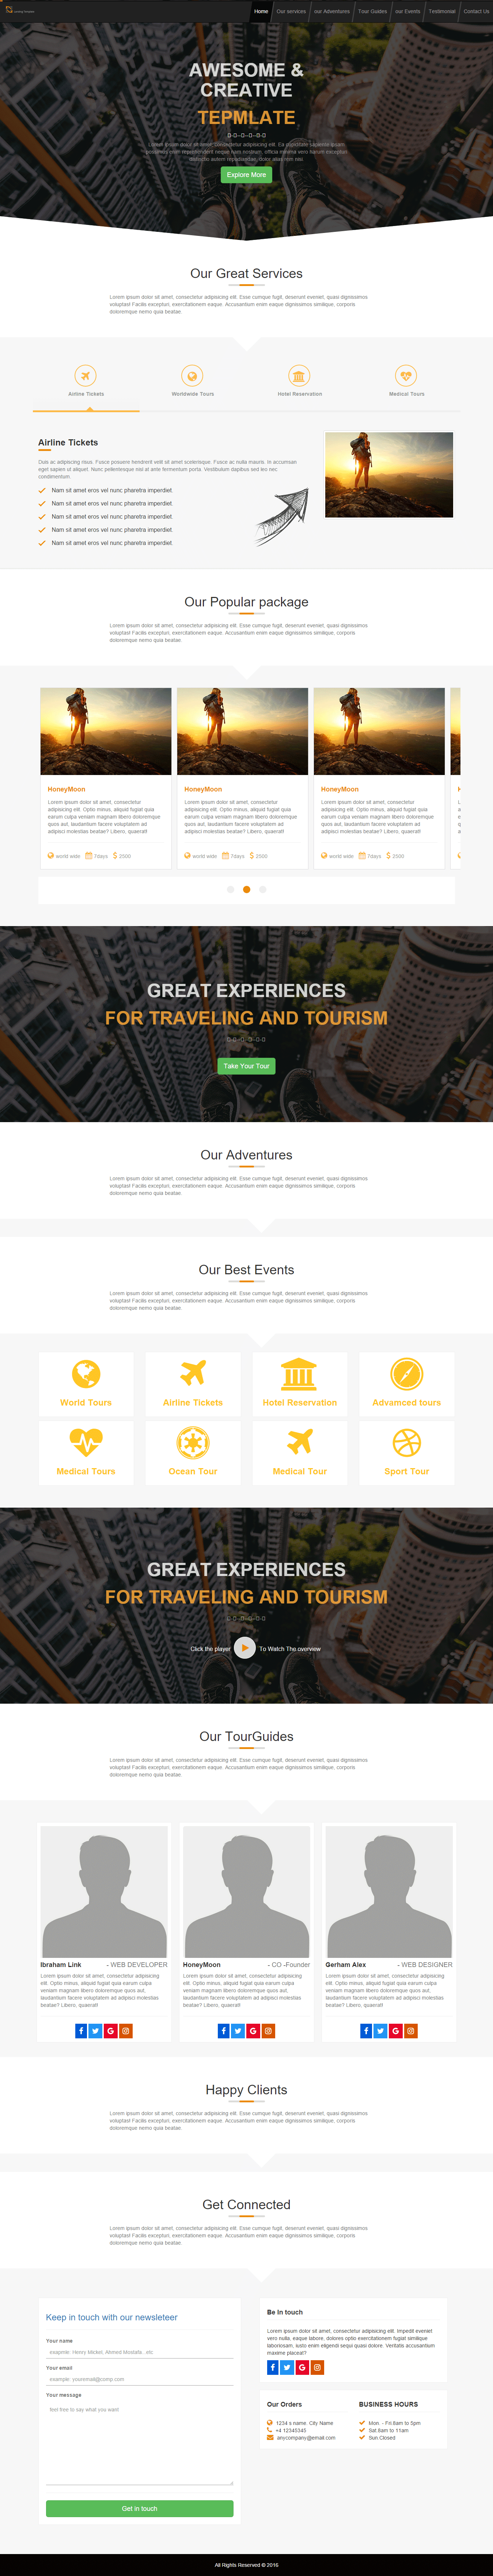 Home Our services our Adventures Tour Guides our Events Testimonial Contact Us
AWESOME &
CREATIVE
TEPMLATE
Lorem ipsum dolor sit amet, consectetur adipisicing elit. Ea cupiditate sapiente ipsum
Explore More
Our Great Services
Lorem ipsum dolor sit amet, consectetur adipisicing elit. Esse cumque fugit, deserunt eveniet, quasi dignissimos
voluptas! Facilis excepturi, exercitationem eaque. Accusantium enim eaque dignissimos similique, corporis
doloremque nemo quia beatae.
Airline Tickets
Worldwide Tours
Hotel Reservation
Medical Tours
Airline Tickets
Duis ac adipiscing risus. Fusce posuere hendrerit velit sit amet scelerisque. Fusce ac nulla mauris. In accumsan
eget sapien ut aliquet. Nunc pellentesque nisl at ante fermentum porta. Vestibulum dapibus sed leo nec
condimentum.
Nam sit amet eros vel nunc pharetra imperdiet.
Nam sit amet eros vel nunc pharetra imperdiet.
Nam sit amet eros vel nunc pharetra imperdiet.
Nam sit amet eros vel nunc pharetra imperdiet.
Nam sit amet eros vel nunc pharetra imperdiet.
Our Popular package
Lorem ipsum dolor sit amet, consectetur adipisicing elit. Esse cumque fugit, deserunt eveniet, quasi dignissimos
voluptas! Facilis excepturi, exercitationem eaque. Accusantium enim eaque dignissimos similique, corporis
doloremque nemo quia beatae.
HoneyMoon
Lorem ipsum dolor sit amet, consectetur
adipisicing elit. Optio minus, aliquid fugiat quia
earum culpa veniam magnam libero doloremque
quos aut, laudantium facere voluptatem ad
adipisci molestias beatae? Libero, quaerat!
world wide 7days $ 2500
HoneyMoon
Lorem ipsum dolor sit amet, consectetur
adipisicing elit. Optio minus, aliquid fugiat quia
earum culpa veniam magnam libero doloremque
quos aut, laudantium facere voluptatem ad
adipisci molestias beatae? Libero, quaerat!
world wide 7days $ 2500
HoneyMoon
Lorem ipsum dolor sit amet, consectetur
adipisicing elit. Optio minus, aliquid fugiat quia
earum culpa veniam magnam libero doloremque
quos aut, laudantium facere voluptatem ad
adipisci molestias beatae? Libero, quaerat!
world wide 7days $ 2500
GREAT EXPERIENCES
FOR TRAVELING AND TOURISM
Take Your Tour
Our Adventures
Lorem ipsum dolor sit amet, consectetur adipisicing elit. Esse cumque fugit, deserunt eveniet, quasi dignissimos
voluptas! Facilis excepturi, exercitationem eaque. Accusantium enim eaque dignissimos similique, corporis
doloremque nemo quia beatae.
Our Best Events
Lorem ipsum dolor sit amet, consectetur adipisicing elit. Esse cumque fugit, deserunt eveniet, quasi dignissimos
voluptas! Facilis excepturi, exercitationem eaque. Accusantium enim eaque dignissimos similique, corporis
doloremque nemo quia beatae.
World Tours
Airline Tickets
Hotel Reservation
Advamced tours
Medical Tours
Ocean Tour
Medical Tour
Sport Tour
GREAT EXPERIENCES
FOR TRAVELING AND TOURISM
Click the player To Watch The overview
Our TourGuides
Lorem ipsum dolor sit amet, consectetur adipisicing elit. Esse cumque fugit, deserunt eveniet, quasi dignissimos
voluptas! Facilis excepturi, exercitationem eaque. Accusantium enim eaque dignissimos similique, corporis
doloremque nemo quia beatae.
Ibraham Link - WEB DEVELOPER
Lorem ipsum dolor sit amet, consectetur adipisicing
elit. Optio minus, aliquid fugiat quia earum culpa
veniam magnam libero doloremque quos aut,
laudantium facere voluptatem ad adipisci molestias
beatae? Libero, quaerat!
HoneyMoon - CO -Founder
Lorem ipsum dolor sit amet, consectetur adipisicing
elit. Optio minus, aliquid fugiat quia earum culpa
veniam magnam libero doloremque quos aut,
laudantium facere voluptatem ad adipisci molestias
beatae? Libero, quaerat!
Gerham Alex - WEB DESIGNER
Lorem ipsum dolor sit amet, consectetur adipisicing
elit. Optio minus, aliquid fugiat quia earum culpa
veniam magnam libero doloremque quos aut,
laudantium facere voluptatem ad adipisci molestias
beatae? Libero, quaerat!
Happy Clients
Lorem ipsum dolor sit amet, consectetur adipisicing elit. Esse cumque fugit, deserunt eveniet, quasi dignissimos
voluptas! Facilis excepturi, exercitationem eaque. Accusantium enim eaque dignissimos similique, corporis
doloremque nemo quia beatae.
Get Connected
Lorem ipsum dolor sit amet, consectetur adipisicing elit. Esse cumque fugit, deserunt eveniet, quasi dignissimos
voluptas! Facilis excepturi, exercitationem eaque. Accusantium enim eaque dignissimos similique, corporis
doloremque nemo quia beatae.
Keep in touch with our newsleteer
Your name
exapmle: Henry Mickel, Ahmed Mostafa ..etc
Your email
example: youremail@comp.com
Your message
feel free to say what you want!
Get in touch
Be In touch
Lorem ipsum dolor sit amet, consectetur adipisicing elit. Impedit eveniet
vero nulla, eaque labore, dolores optio exercitationem fugiat similique
laboriosam, iusto enim eligendi sequi quasi dolore. Veritatis accusantium
maxime placeat?
Our Orders
1234 s name. City Name
+4 12345345
anycompany@email.com
BUSINESS HOURS
Mon. - Fri.8am to 5pm
Sat.8am to 11am
Sun.Closed
All Rights Reserved © 2016